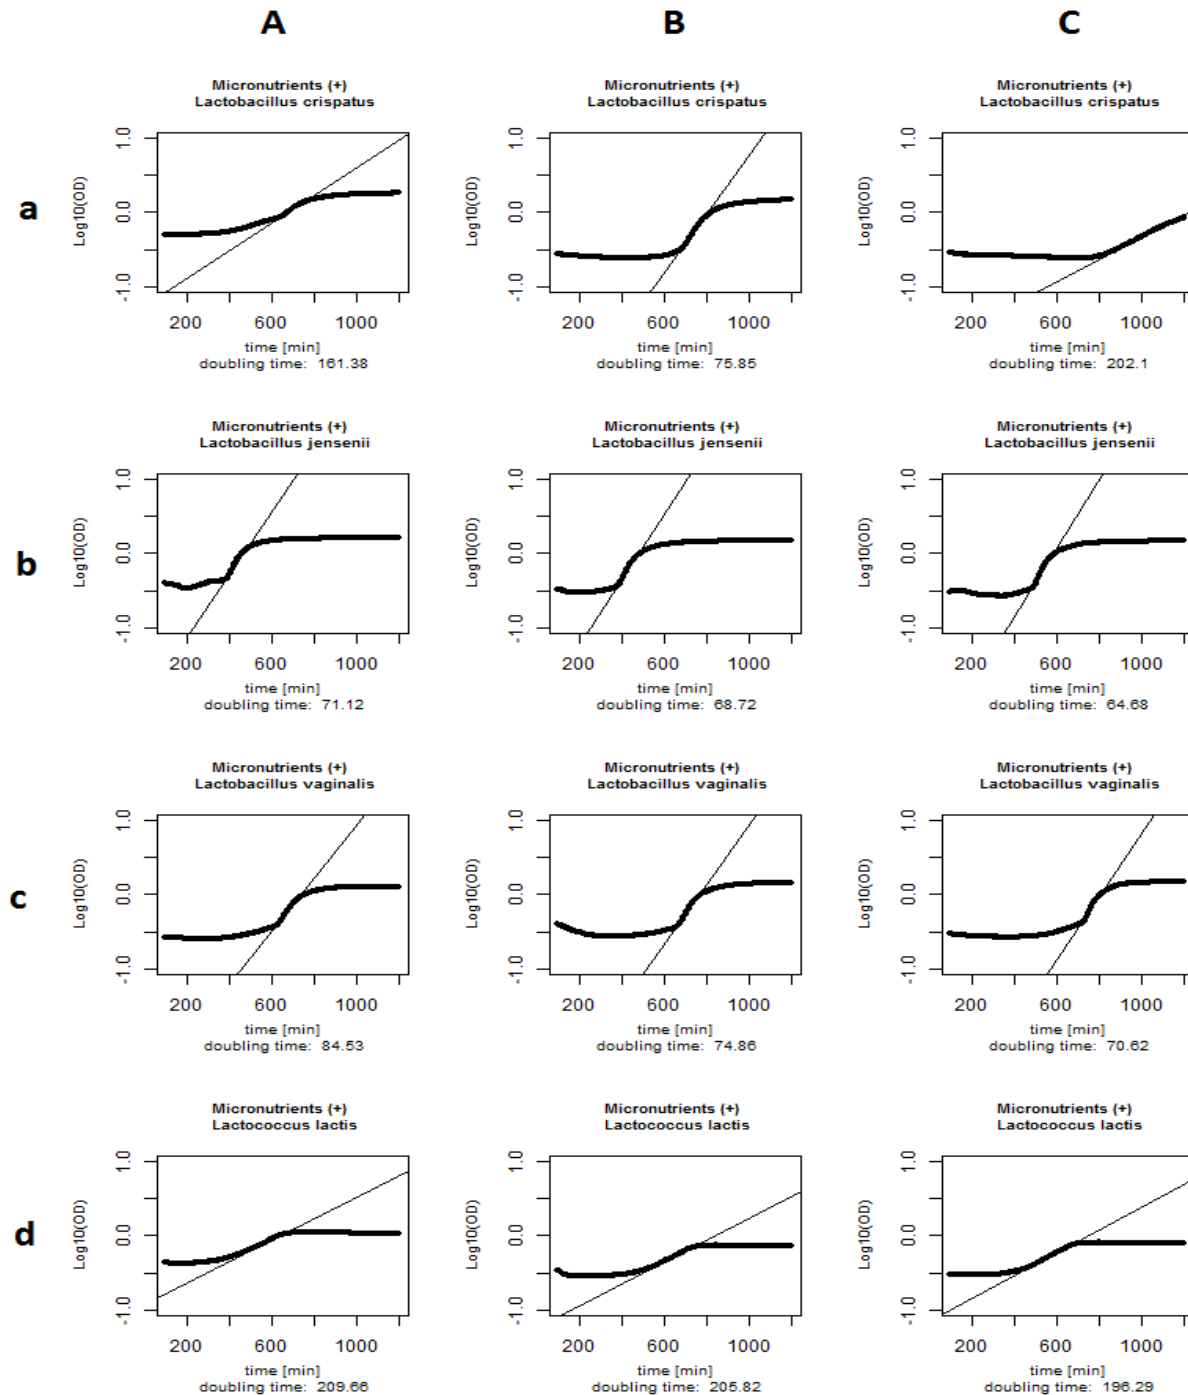 A B C
a
Micronutrients (+)
Lactobacillus crispatus
Log10(OD)
1.0
0.0
-1.0
200 600 1000
time [min]
doubling time: 161.38
Micronutrients (+)
Lactobacillus crispatus
Log10(OD)
1.0
0.0
-1.0
200 600 1000
time [min]
doubling time: 75.85
Micronutrients (+)
Lactobacillus crispatus
Log10(OD)
1.0
0.0
-1.0
200 600 1000
time [min]
doubling time: 202.1
b
Micronutrients (+)
Lactobacillus jensenii
Log10(OD)
1.0
0.0
-1.0
200 600 1000
time [min]
doubling time: 71.12
Micronutrients (+)
Lactobacillus jensenii
Log10(OD)
1.0
0.0
-1.0
200 600 1000
time [min]
doubling time: 68.72
Micronutrients (+)
Lactobacillus jensenii
Log10(OD)
1.0
0.0
-1.0
200 600 1000
time [min]
doubling time: 64.68
c
Micronutrients (+)
Lactobacillus vaginalis
Log10(OD)
1.0
0.0
-1.0
200 600 1000
time [min]
doubling time: 84.53
Micronutrients (+)
Lactobacillus vaginalis
Log10(OD)
1.0
0.0
-1.0
200 600 1000
time [min]
doubling time: 74.86
Micronutrients (+)
Lactobacillus vaginalis
Log10(OD)
1.0
0.0
-1.0
200 600 1000
time [min]
doubling time: 70.62
d
Micronutrients (+)
Lactococcus lactis
Log10(OD)
1.0
0.0
-1.0
200 600 1000
time [min]
doubling time: 209.66
Micronutrients (+)
Lactococcus lactis
Log10(OD)
1.0
0.0
-1.0
200 600 1000
time [min]
doubling time: 205.82
Micronutrients (+)
Lactococcus lactis
Log10(OD)
1.0
0.0
-1.0
200 600 1000
time [min]
doubling time: 196.29